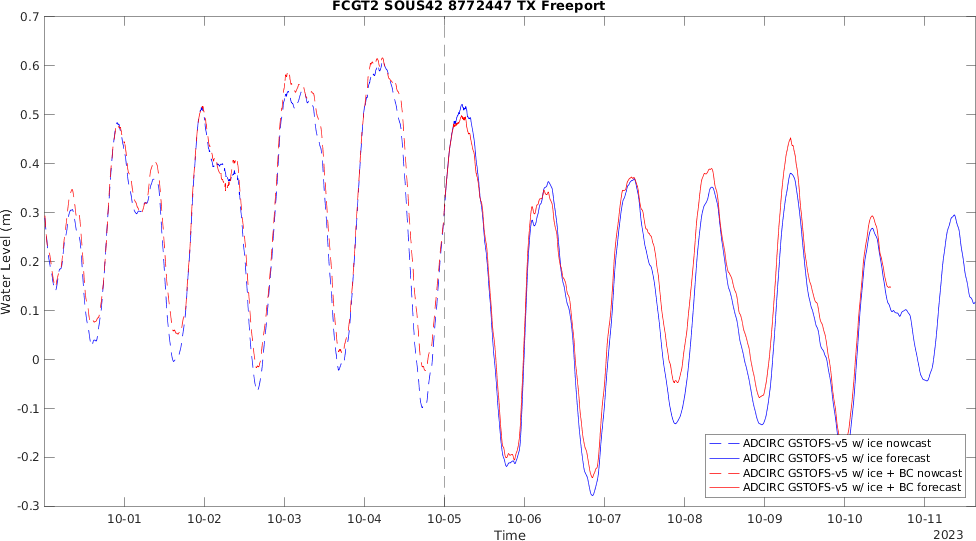 FCGT2 SOUS42 8772447 TX Freeport
0.7
0.6
0.5
0.4
0.3
0.2
0.1
0
-0.1
-0.2
-0.3
Water Level (m)
ADCIRC GSTOFS-v5 w/ ice nowcast
ADCIRC GSTOFS-v5 w/ ice forecast
ADCIRC GSTOFS-v5 w/ ice + BC nowcast
ADCIRC GSTOFS-v5 w/ ice + BC forecast
10-01 10-02 10-03 10-04 10-05 10-06 10-07 10-08 10-09 10-10 10-11
Time
2023